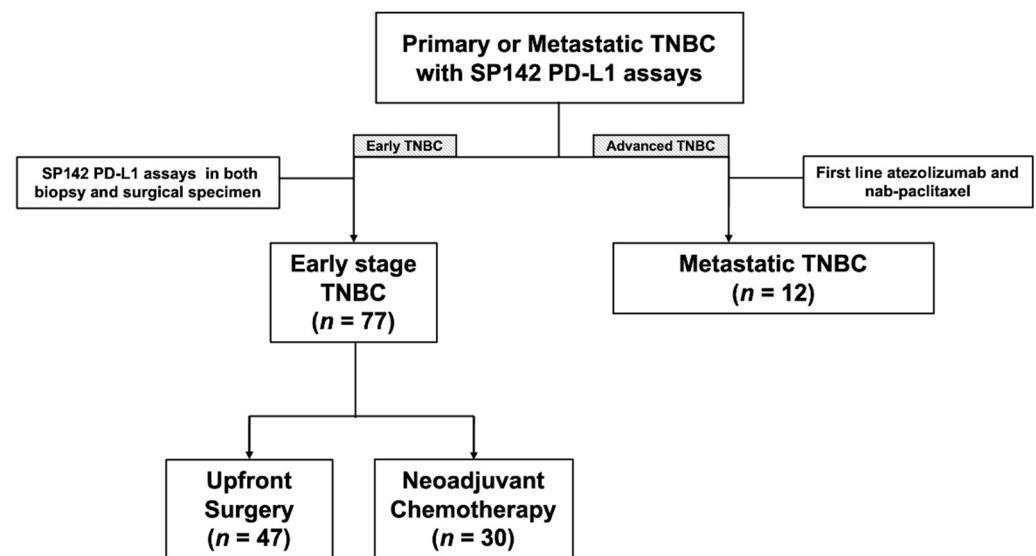 Primary or Metastatic TNBC
with SP142 PD-L1 assays
Early TNBC
Advanced TNBC
SP142 PD-L1 assays in both
biopsy and surgical specimen
First line atezolizumab and
nab-paclitaxel
Early stage
TNBC
(n = 77)
Metastatic TNBC
(n = 12)
Upfront
Surgery
(n = 47)
Neoadjuvant
Chemotherapy
(n = 30)